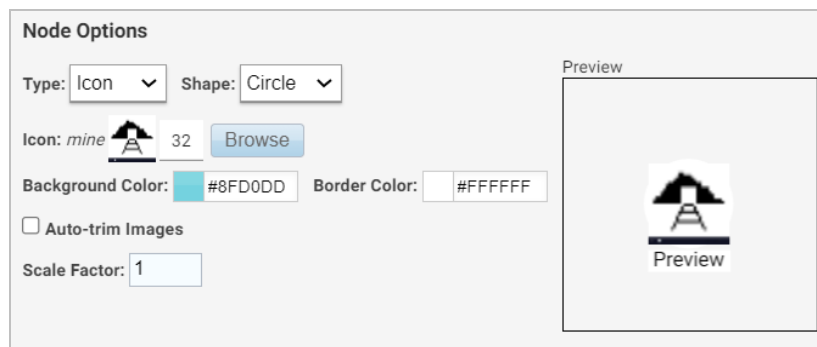 Node Options
Preview
Type: Icon Shape: Circle
Icon: mine 32 Browse
Background Color: #8FD0DD Border Color: #FFFFFF
Auto-trim Images
Scale Factor: 1
Preview